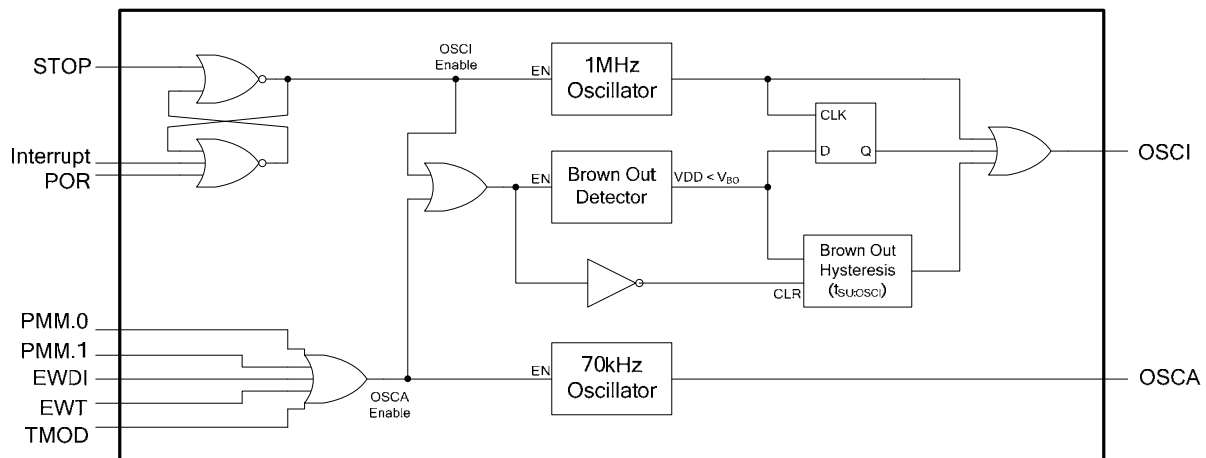 STOP
Interrupt
POR
OSCI
Enable
EN
1MHz
Oscillator
CLK
D
Q
OSCI
EN
Brown Out
Detector
VDD < VBO
Brown Out
Hysteresis
(tSU:OSCI)
CLR
PMM.0
PMM.1
EWDI
EWT
TMOD
OSCA
Enable
EN
70kHz
Oscillator
OSCA